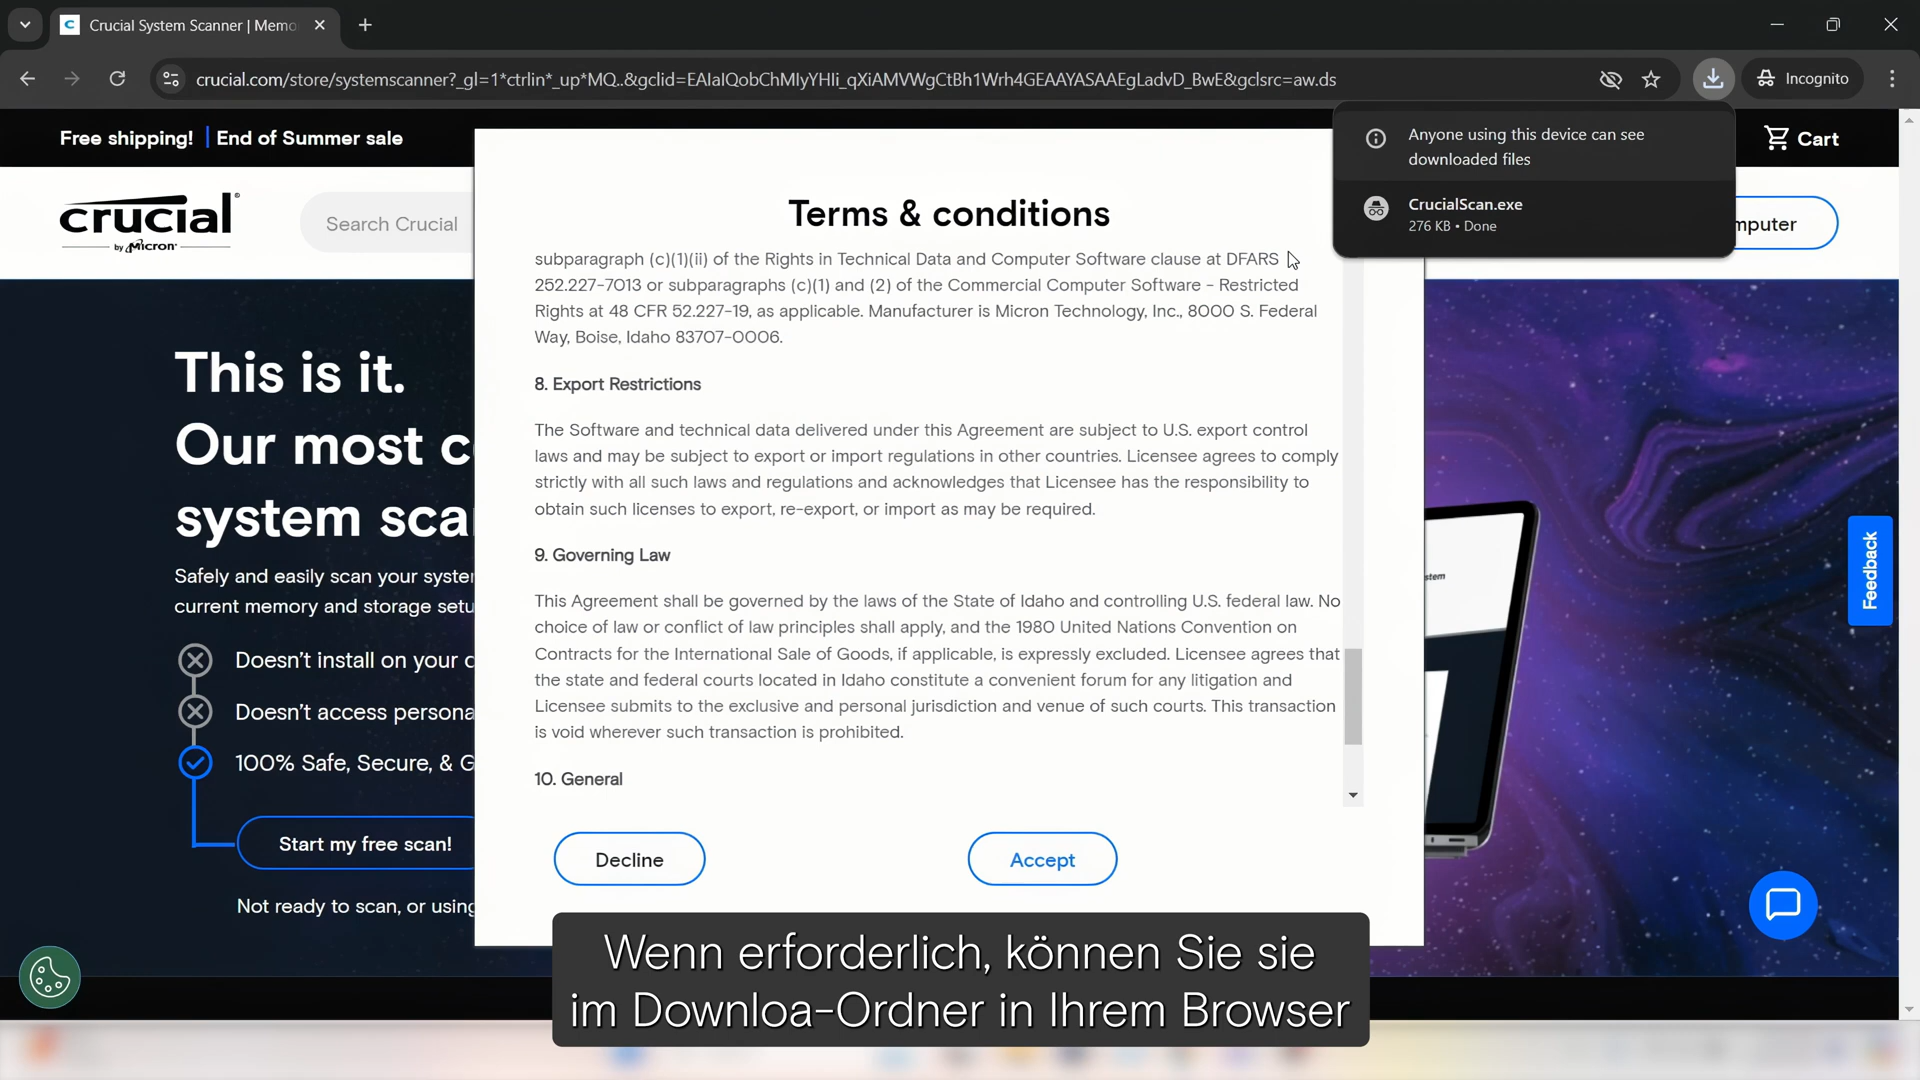 Crucial System Scanner | Memo
crucial.com/store/systemscanner?_gl=1*ctrlin*_up*MQ..&gclid=EAIaIQobChMIyYHIi_qXiAMVWgCtBh1Wrh4GEAAYASAAEgLadvD_BwE&gclsrc=aw.ds
Incognito
Anyone using this device can see
downloaded files
CrucialScan.exe
276 KB • Done
Free shipping! | End of Summer sale
Cart
crucial
by Micron
Search Crucial
mputer
This is it.
Our most c
system sca
Safely and easily scan your syster
current memory and storage setu
Doesn't install on your c
Doesn't access persona
100% Safe, Secure, & G
Start my free scan!
Not ready to scan, or using
Terms & conditions
subparagraph (c)(1)(ii) of the Rights in Technical Data and Computer Software clause at DFARS
252.227-7013 or subparagraphs (c)(1) and (2) of the Commercial Computer Software - Restricted
Rights at 48 CFR 52.227-19, as applicable. Manufacturer is Micron Technology, Inc., 8000 S. Federal
Way, Boise, Idaho 83707-0006.
8. Export Restrictions
The Software and technical data delivered under this Agreement are subject to U.S. export control
laws and may be subject to export or import regulations in other countries. Licensee agrees to comply
strictly with all such laws and regulations and acknowledges that Licensee has the responsibility to
obtain such licenses to export, re-export, or import as may be required.
9. Governing Law
This Agreement shall be governed by the laws of the State of Idaho and controlling U.S. federal law. No
choice of law or conflict of law principles shall apply, and the 1980 United Nations Convention on
Contracts for the International Sale of Goods, if applicable, is expressly excluded. Licensee agrees that
the state and federal courts located in Idaho constitute a convenient forum for any litigation and
Licensee submits to the exclusive and personal jurisdiction and venue of such courts. This transaction
is void wherever such transaction is prohibited.
10. General
Decline
Accept
stem
Feedback
Wenn erforderlich, können Sie sie
im Downloa-Ordner in Ihrem Browser